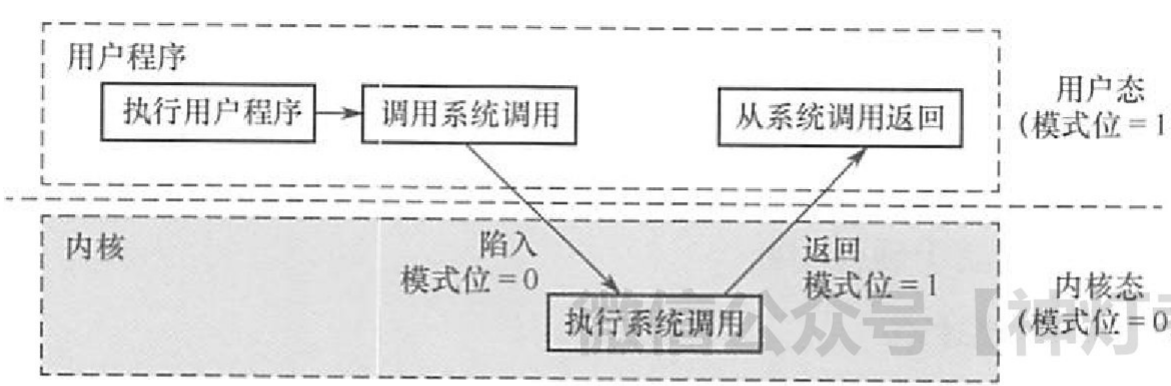 用户程序
执行用户程序
调用系统调用
从系统调用返回
用户态
(模式位=1
内核
陷入
模式位=0
返回
模式位=1
执行系统调用
内核态
(模式位=0
微信公众号【神灯